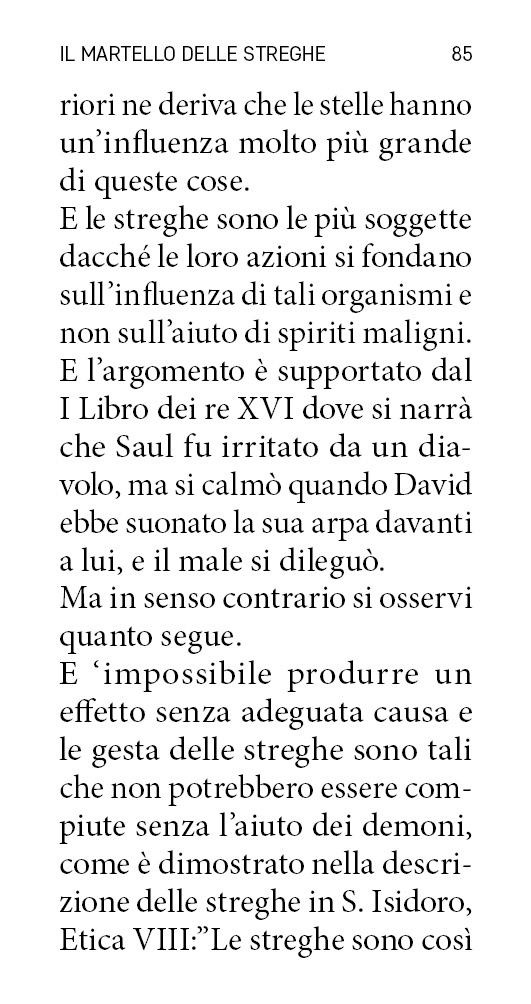 IL MARTELLO DELLE STREGHE 85
riori ne deriva che le stelle hanno
un'influenza molto più grande
di queste cose.
E le streghe sono le più soggette
dacché le loro azioni si fondano
sull'influenza di tali organismi e
non sull'aiuto di spiriti maligni.
E l'argomento è supportato dal
I Libro dei re XVI dove si narrà
che Saul fu irritato da un dia-
volo, ma si calmò quando David
ebbe suonato la sua arpa davanti
a lui, e il male si dileguò.
Ma in senso contrario si osservi
quanto segue.
E ‘impossibile produrre un
effetto senza adeguata causa e
le gesta delle streghe sono tali
che non potrebbero essere com-
piute senza l'aiuto dei demoni,
come è dimostrato nella descri-
zione delle streghe in S. Isidoro,
Etica VIII:”Le streghe sono così